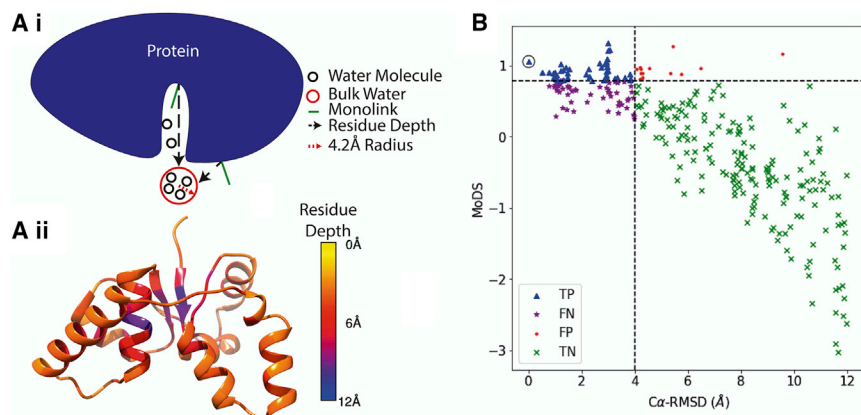 A i
Protein
Water Molecule
Bulk Water
Monolink
Residue Depth
4.2Å Radius
A ii
Residue
Depth
0Å
6Å
12Å
B
MoDS
1
0
−1
−2
−3
TP
FN
FP
TN
0 2 4 6 8 10 12 14
Cα-RMSD (Å)